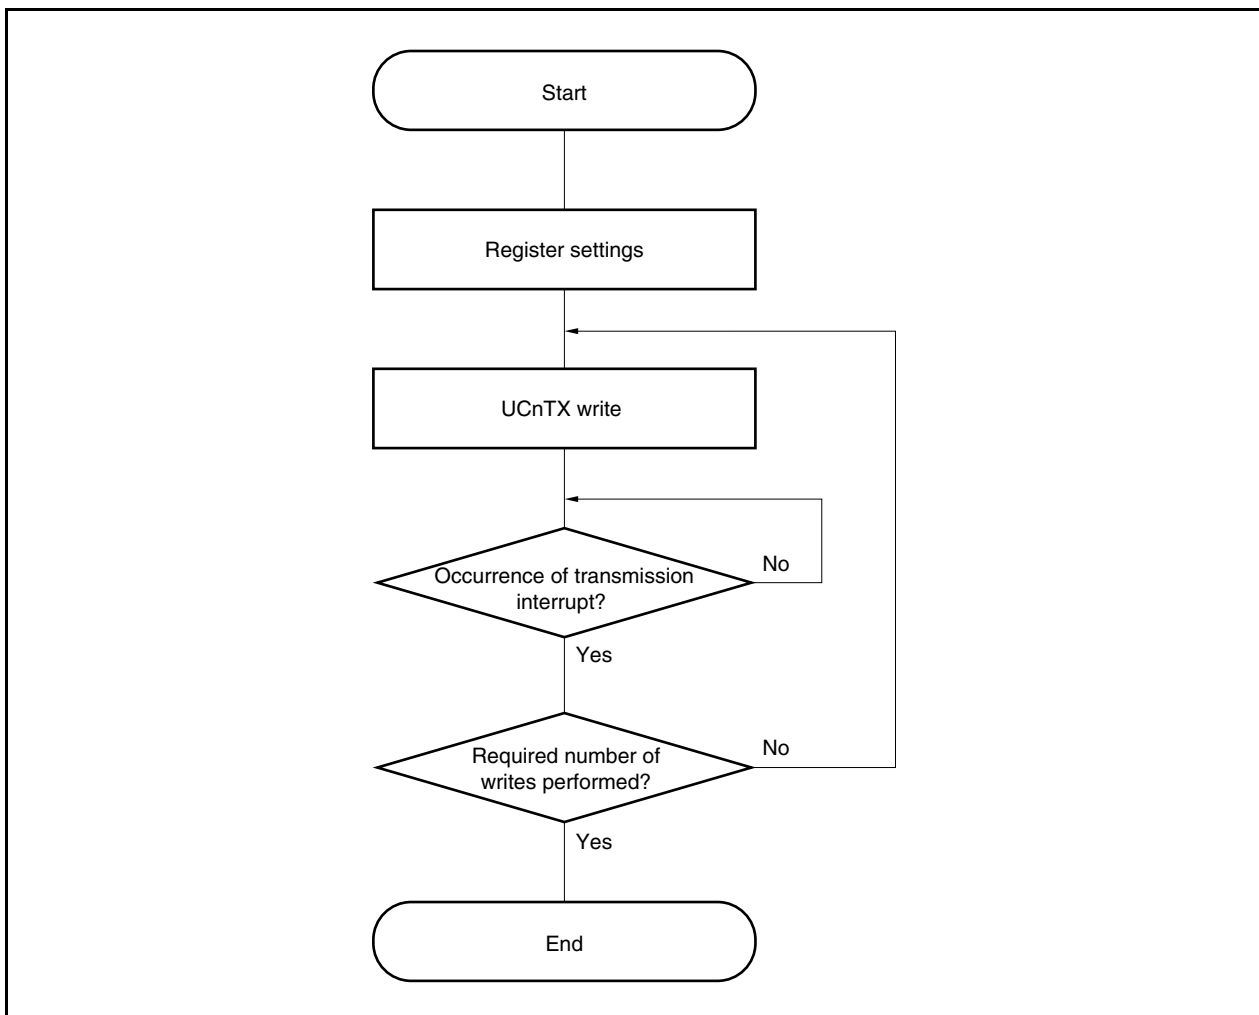 Start
Register settings
UCnTX write
Occurrence of transmission
interrupt?
No
Yes
Required number of
writes performed?
No
Yes
End